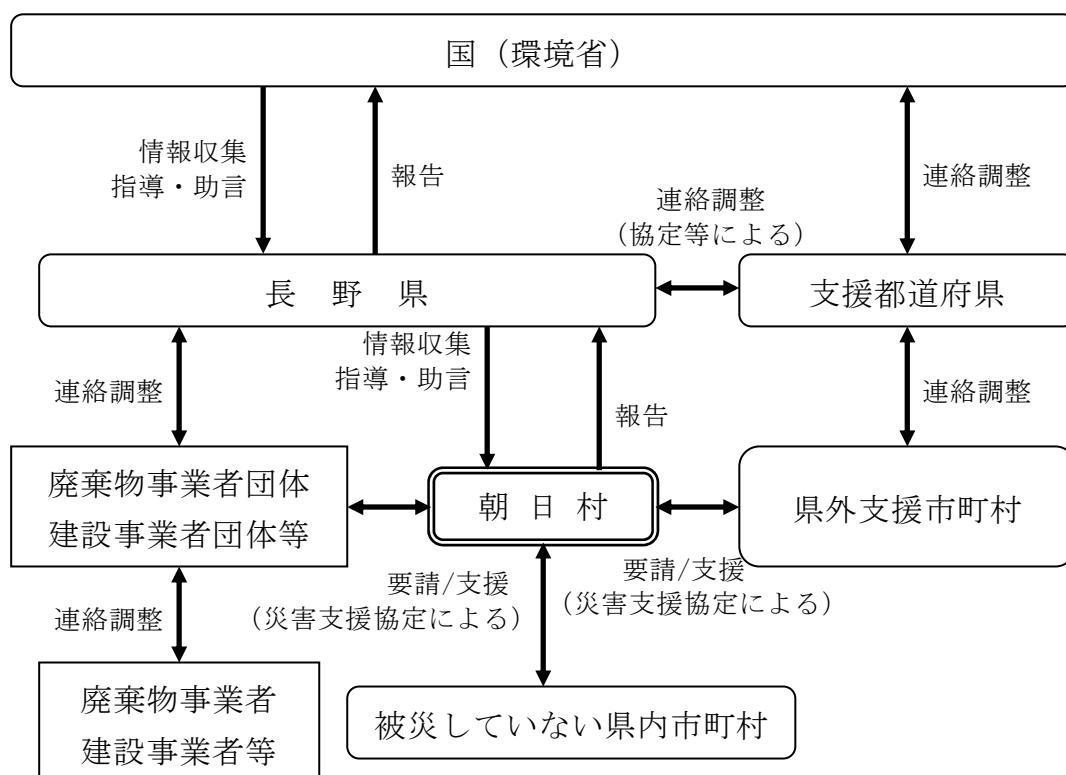 国（環境省）
情報収集
指導・助言
報告
連絡調整
連絡調整
（協定等による）
長　野　県
支援都道府県
連絡調整
情報収集
指導・助言
報告
連絡調整
廃棄物事業者団体
建設事業者団体等
朝 日 村
県外支援市町村
要請/支援
（災害支援協定による）
要請/支援
（災害支援協定による）
連絡調整
廃棄物事業者
建設事業者等
被災していない県内市町村